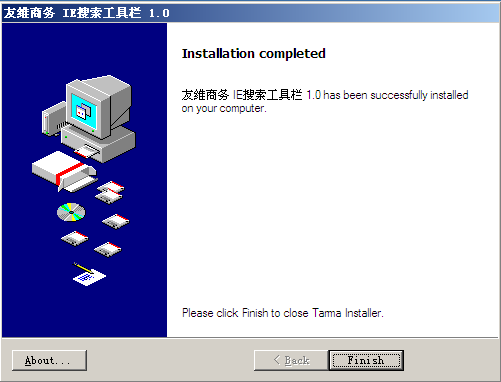 友维商务 IE搜索工具栏 1.0
Installation completed
友维商务 IE搜索工具栏 1.0 has been successfully installed
on your computer.
Please click Finish to close Tarma Installer.
About...
< Back
Finish